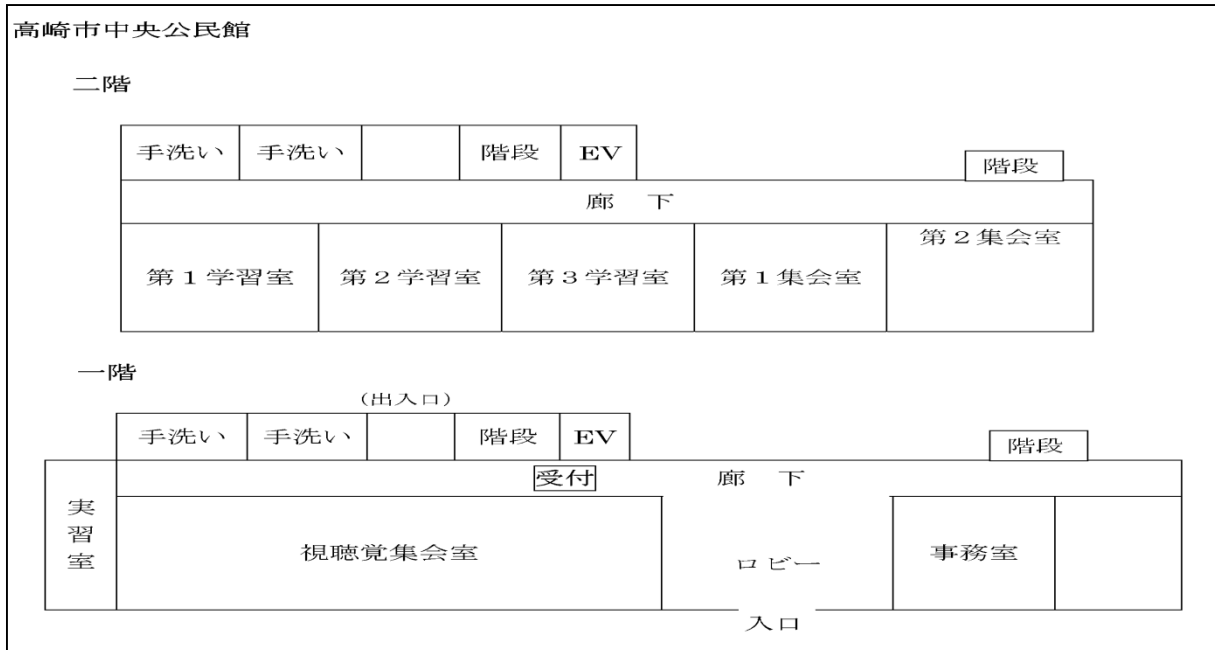 高崎市中央公民館
二階
手洗い 手洗い 階段 EV
階段
廊 下
第1学習室 第2学習室 第3学習室 第1集会室 第2集会室
一階
(出入口)
手洗い 手洗い 階段 EV
階段
受付 廊 下
実習室
視聴覚集会室
ロビー
事務室
入口